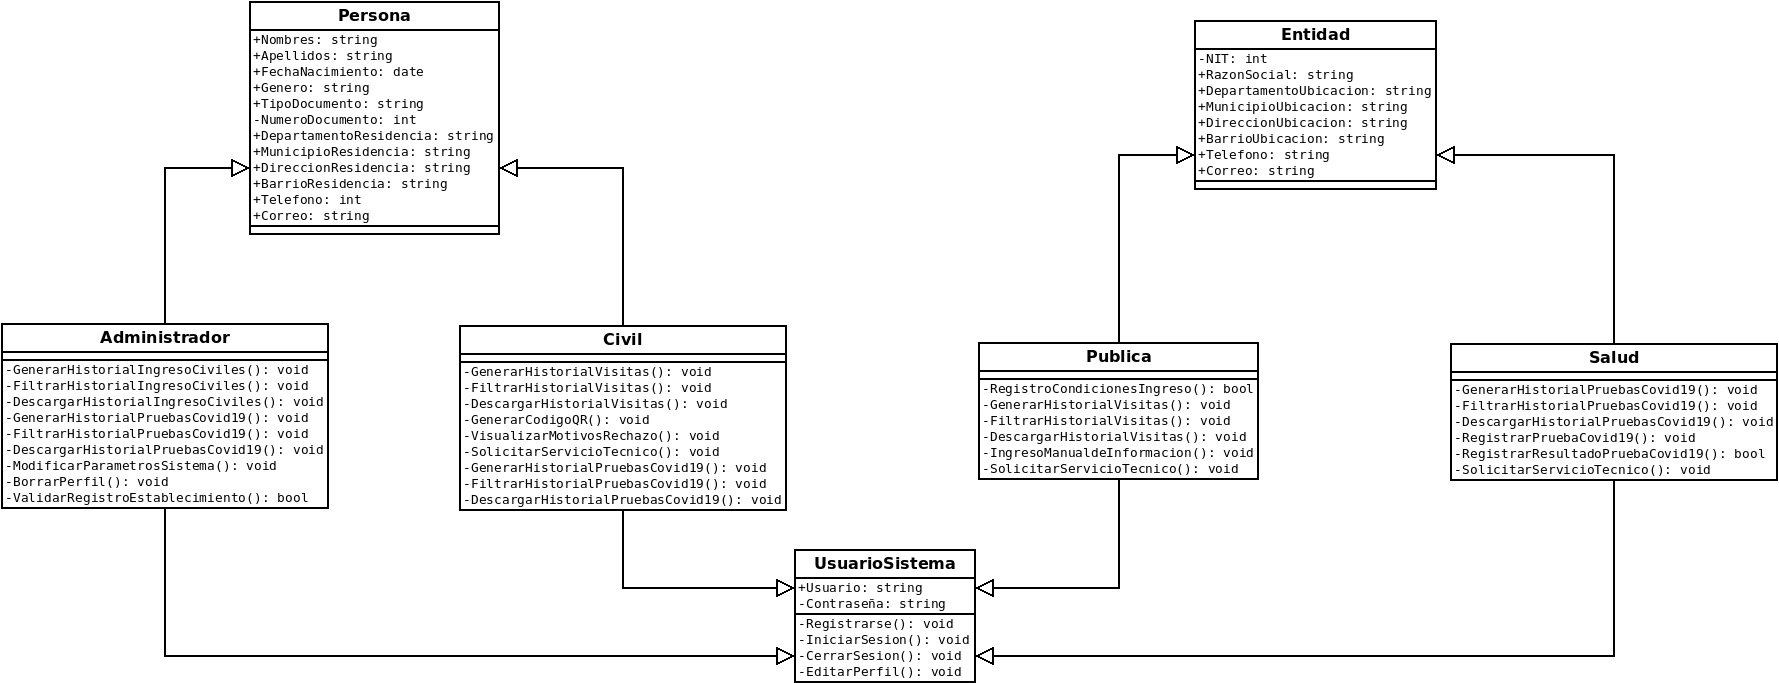 Persona
+Nombres: string
+Apellidos: string
+FechaNacimiento: date
+Genero: string
+TipoDocumento: string
-NumeroDocumento: int
+DepartamentoResidencia: string
+MunicipioResidencia: string
+DireccionResidencia: string
+BarrioResidencia: string
+Telefono: int
+Correo: string
Entidad
-NIT: int
+RazonSocial: string
+DepartamentoUbicacion: string
+MunicipioUbicacion: string
+DireccionUbicacion: string
+BarrioUbicacion: string
+Telefono: string
+Correo: string
Administrador
-GenerarHistorialIngresoCiviles(): void
-FiltrarHistorialIngresoCiviles(): void
-DescargarHistorialIngresoCiviles(): void
-GenerarHistorialPruebasCovid19(): void
-FiltrarHistorialPruebasCovid19(): void
-DescargarHistorialPruebasCovid19(): void
-ModificarParametrosSistema(): void
-BorrarPerfil(): void
-ValidarRegistroEstablecimiento(): bool
Civil
-GenerarHistorialVisitas(): void
-FiltrarHistorialVisitas(): void
-DescargarHistorialVisitas(): void
-GenerarCodigoQR(): void
-VisualizarMotivosRechazo(): void
-SolicitarServicioTecnico(): void
-GenerarHistorialPruebasCovid19(): void
-FiltrarHistorialPruebasCovid19(): void
-DescargarHistorialPruebasCovid19(): void
Publica
-RegistroCondicionesIngreso(): bool
-GenerarHistorialVisitas(): void
-FiltrarHistorialVisitas(): void
-DescargarHistorialVisitas(): void
-IngresoManualdeInformacion(): void
-SolicitarServicioTecnico(): void
Salud
-GenerarHistorialPruebasCovid19(): void
-FiltrarHistorialPruebasCovid19(): void
-DescargarHistorialPruebasCovid19(): void
-RegistrarPruebaCovid19(): void
-RegistrarResultadoPruebaCovid19(): bool
-SolicitarServicioTecnico(): void
UsuarioSistema
+Usuario: string
-Contraseña: string
-Registrarse(): void
-IniciarSesion(): void
-CerrarSesion(): void
-EditarPerfil(): void